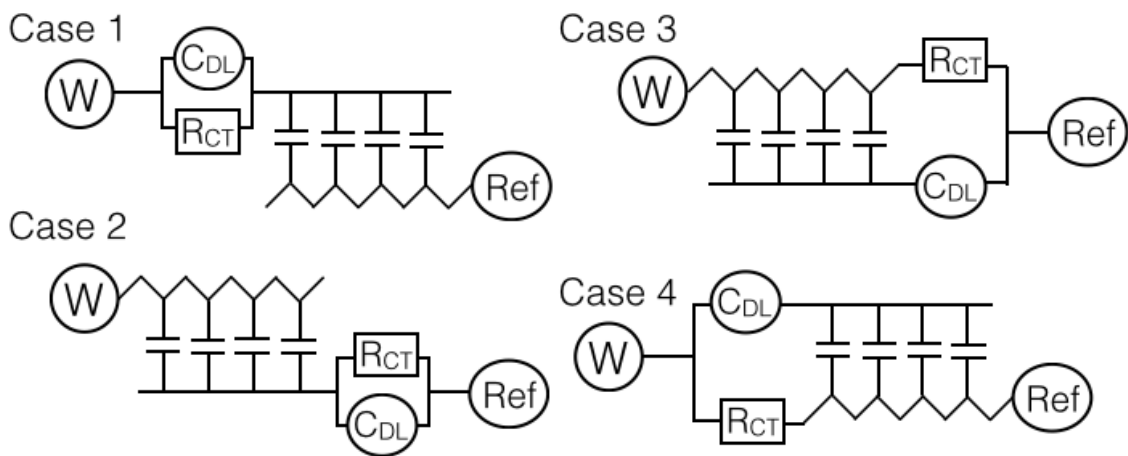 Case 1
W
CDL
RCT
Ref
Case 2
W
RCT
CDL
Ref
Case 3
W
RCT
CDL
Ref
Case 4
W
CDL
RCT
Ref